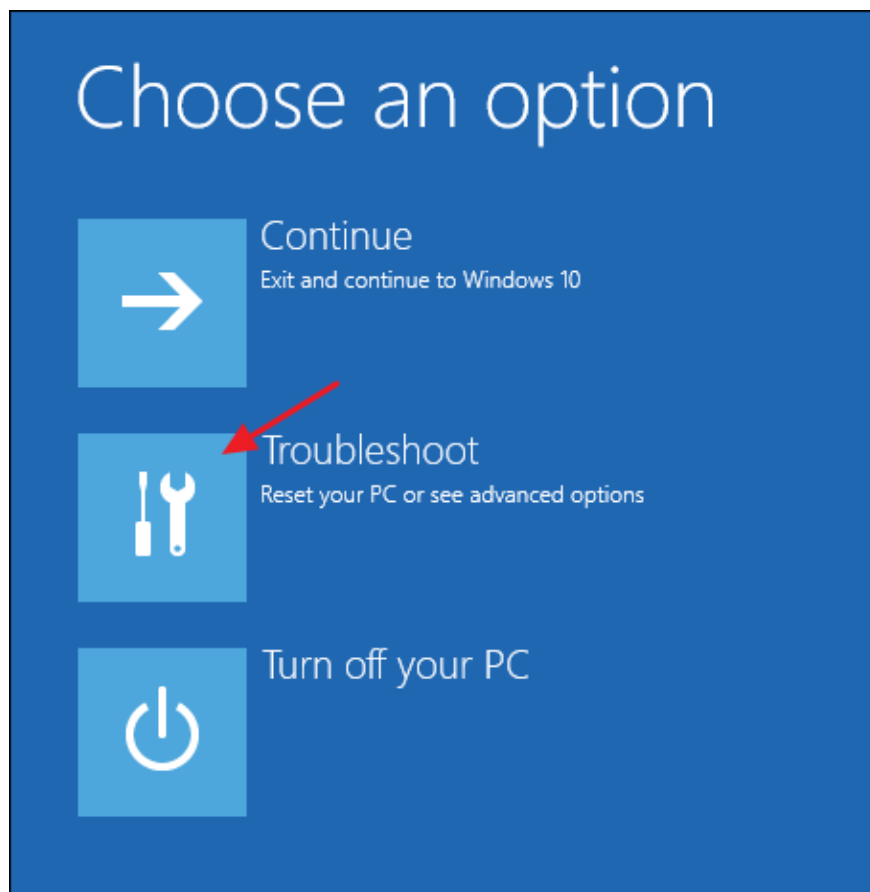 Choose an option
Continue
Exit and continue to Windows 10
Troubleshoot
Reset your PC or see advanced options
Turn off your PC